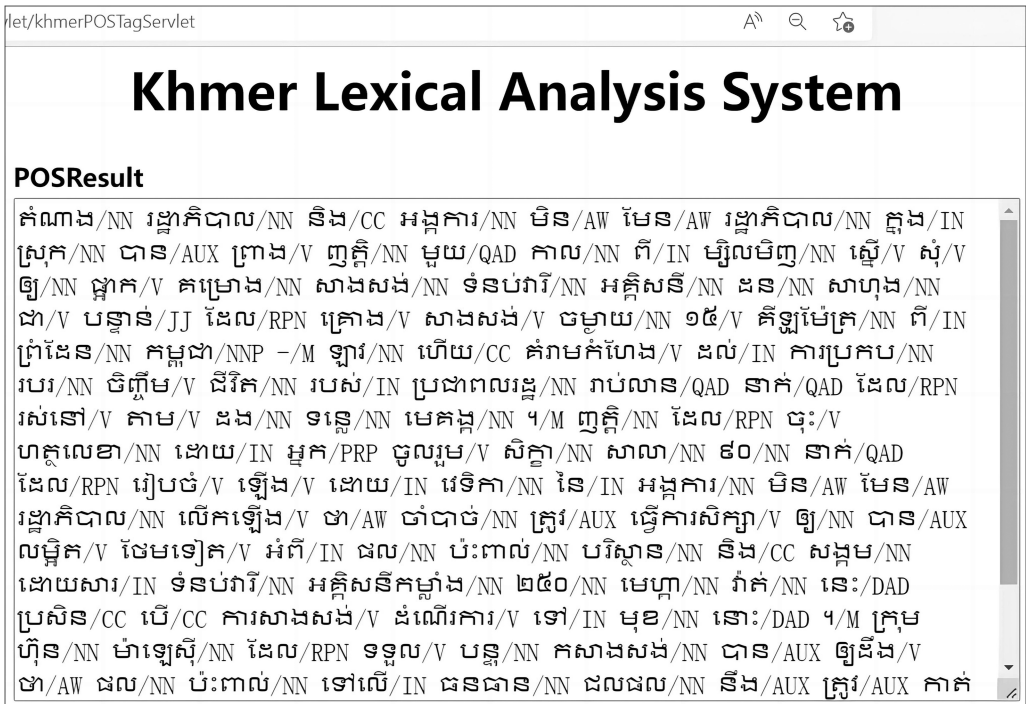 let/khmerPOSTagServlet
Khmer Lexical Analysis System
POSResult
តំណាង/NN រដ្ឋាភិបាល/NN និង/CC អង្គការ/NN មិន/AW មែន/AW រដ្ឋាភិបាល/NN ក្នុង/IN
ស្រុក/NN បាន/AUX ព្រាង/V ញត្តិ/NN មួយ/QAD កាល/NN ពី/IN ម្សិលមិញ/NN ស្នើ/V សុំ/V
ឲ្យ/NN ផ្អាក/V គម្រោង/NN សាងសង់/NN ទំនប់វារី/NN អគ្គិសនី/NN ដន/NN សាហុង/NN
ជា/V បន្ទាន់/JJ ដែល/RPN គ្រោង/V សាងសង់/V ចម្ងាយ/NN ១៥/V គីឡូម៉ែត្រ/NN ពី/IN
ព្រំដែន/NN កម្ពុជា/NNP –/M ឡាវ/NN ហើយ/CC គំរាមកំហែង/V ដល់/IN ការប្រកប/NN
របរ/NN ចិញ្ចឹម/V ជីវិត/NN របស់/IN ប្រជាពលរដ្ឋ/NN រាប់លាន/QAD នាក់/QAD ដែល/RPN
រស់នៅ/V តាម/V ដង/NN ទន្លេ/NN មេគង្គ/NN ។/M ញត្តិ/NN ដែល/RPN ចុះ/V
ហត្ថលេខា/NN ដោយ/IN អ្នក/PRP ចូលរួម/V សិក្ខា/NN សាលា/NN ៩០/NN នាក់/QAD
ដែល/RPN រៀបចំ/V ឡើង/V ដោយ/IN វេទិកា/NN នៃ/IN អង្គការ/NN មិន/AW មែន/AW
រដ្ឋាភិបាល/NN លើកឡើង/V ថា/AW ចាំបាច់/NN ត្រូវ/AUX ធ្វើការសិក្សា/V ឲ្យ/NN បាន/AUX
លម្អិត/V ថែមទៀត/V អំពី/IN ផល/NN ប៉ះពាល់/NN បរិស្ថាន/NN និង/CC សង្គម/NN
ដោយសារ/IN ទំនប់វារី/NN អគ្គិសនីកម្លាំង/NN ២៥០/NN មេហ្កា/NN វ៉ាត់/NN នេះ/DAD
ប្រសិន/CC បើ/CC ការសាងសង់/V ដំណើរការ/V ទៅ/IN មុខ/NN នោះ/DAD ។/M ក្រុម
ហ៊ុន/NN ម៉ាឡេស៊ី/NN ដែល/RPN ទទួល/V បន្ទុ/NN កសាងសង់/NN បាន/AUX ឲ្យដឹង/V
ថា/AW ផល/NN ប៉ះពាល់/NN ទៅលើ/IN ធនធាន/NN ជលផល/NN នឹង/AUX ត្រូវ/AUX កាត់